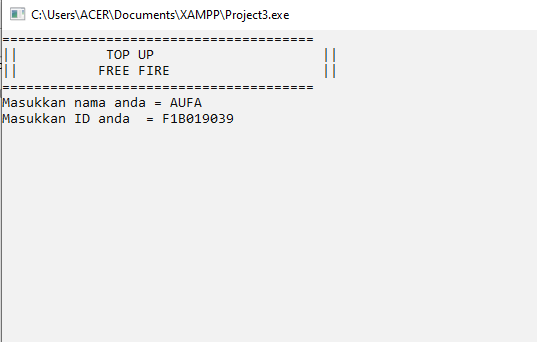 C:\Users\ACER\Documents\XAMPP\Project3.exe
=======================================
||           TOP UP                     ||
||          FREE FIRE                   ||
=======================================
Masukkan nama anda = AUFA
Masukkan ID anda  = F1B019039